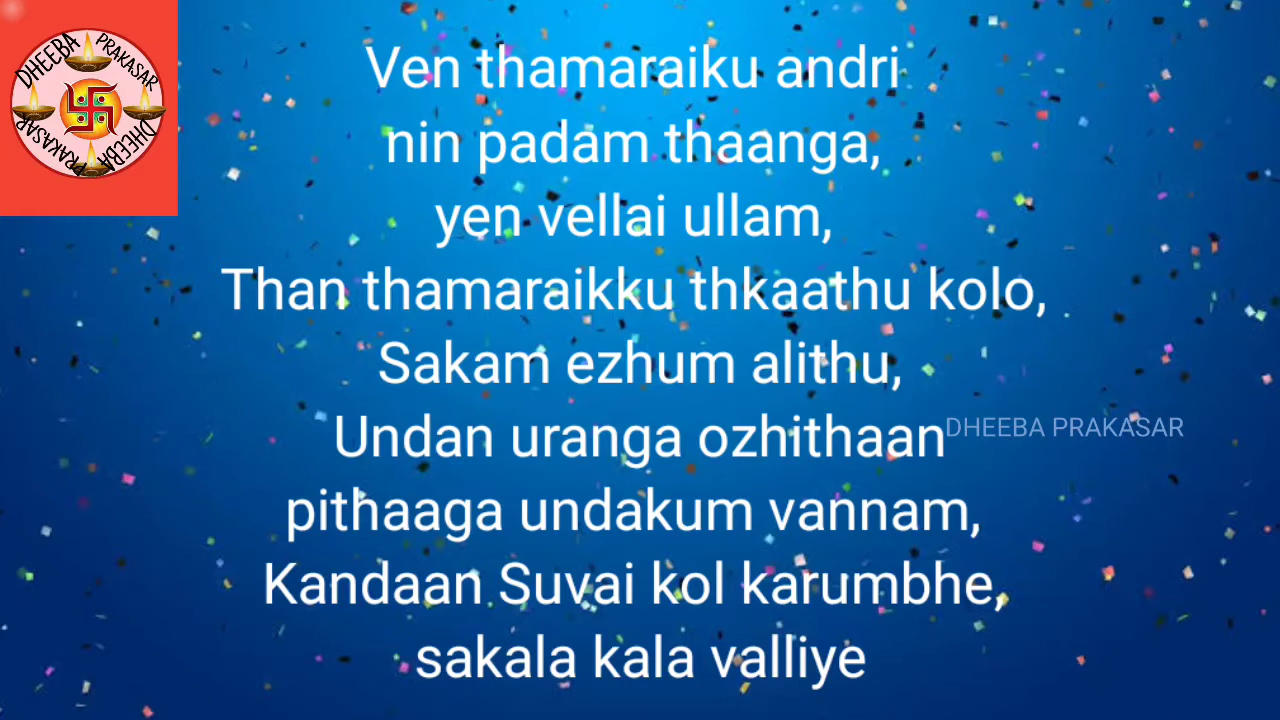 DHEEBA PRAKASAR
DHEEBA PRAKASAR
Ven thamaraiku andri
nin padam thaanga,
yen vellai ullam,
Than thamaraikku thkaathu kolo,
Sakam ezhum alithu,
Undan uranga ozhithaan
DHEEBA PRAKASAR
pithaaga undakum vannam,
Kandaan Suvai kol karumbhe,
sakala kala valliye